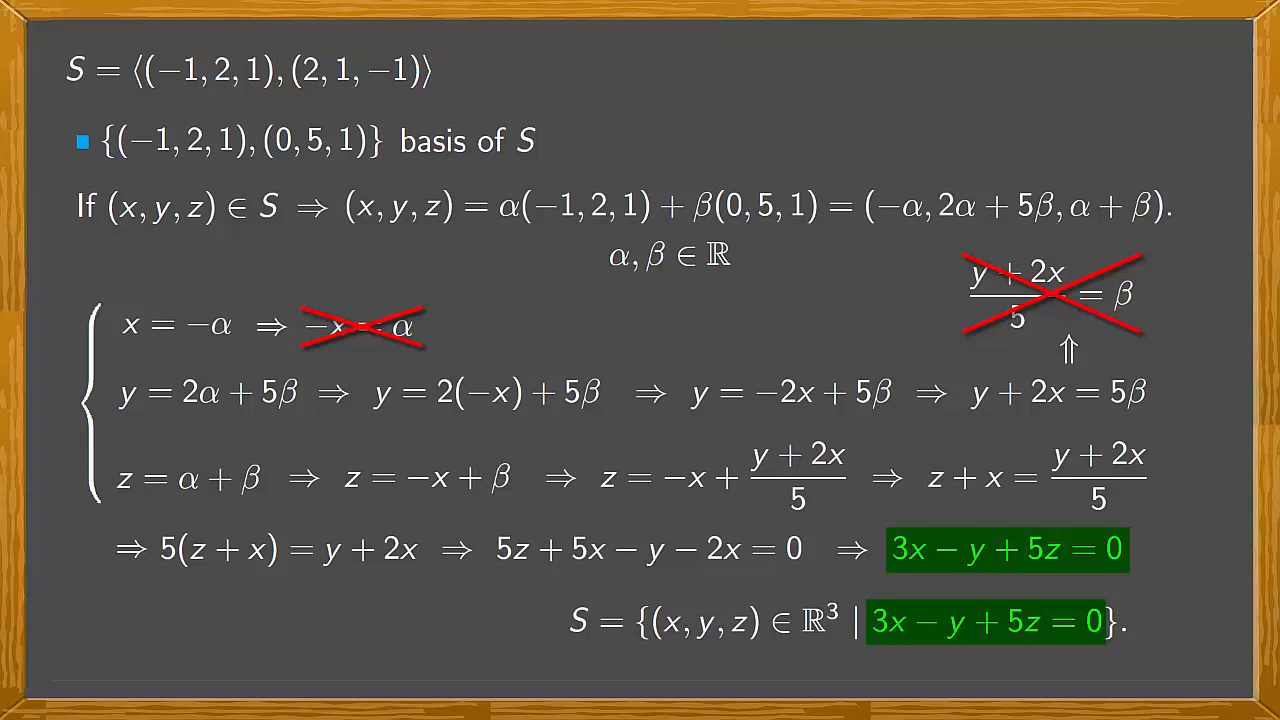 S = ⟨(−1, 2, 1), (2, 1, −1)⟩
{(−1, 2, 1), (0, 5, 1)} basis of S
If (x, y, z) ∈ S ⇒ (x, y, z) = α(−1, 2, 1) + β(0, 5, 1) = (−α, 2α + 5β, α + β).
α, β ∈ ℝ
(y + 2x)/5 = β
⇑
x = −α ⇒ −x = α
y = 2α + 5β ⇒ y = 2(−x) + 5β ⇒ y = −2x + 5β ⇒ y + 2x = 5β
z = α + β ⇒ z = −x + β ⇒ z = −x + (y + 2x)/5 ⇒ z + x = (y + 2x)/5
⇒ 5(z + x) = y + 2x ⇒ 5z + 5x − y − 2x = 0 ⇒ 3x − y + 5z = 0
S = {(x, y, z) ∈ ℝ³ | 3x − y + 5z = 0}.